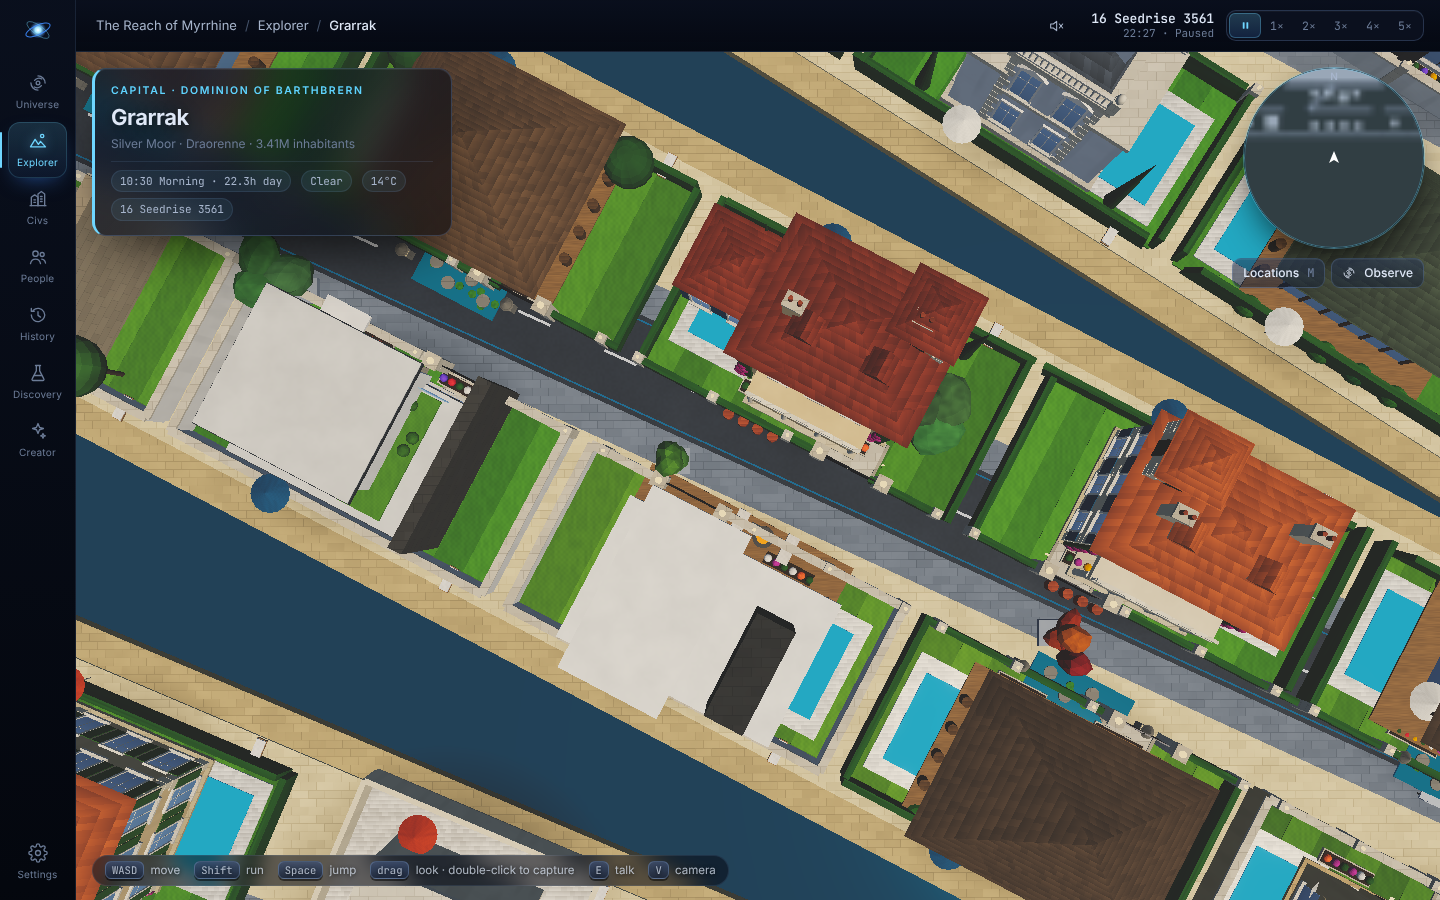 The Reach of Myrrhine / Explorer / Grarrak
16 Seedrise 3561
22:27 · Paused
1× 2× 3× 4× 5×
Universe
Explorer
Civs
People
History
Discovery
Creator
Settings
CAPITAL · DOMINION OF BARTHBRERN
Grarrak
Silver Moor · Draorenne · 3.41M inhabitants
10:30 Morning · 22.3h day Clear 14°C
16 Seedrise 3561
N
Locations M Observe
WASD move Shift run Space jump drag look · double-click to capture E talk V camera